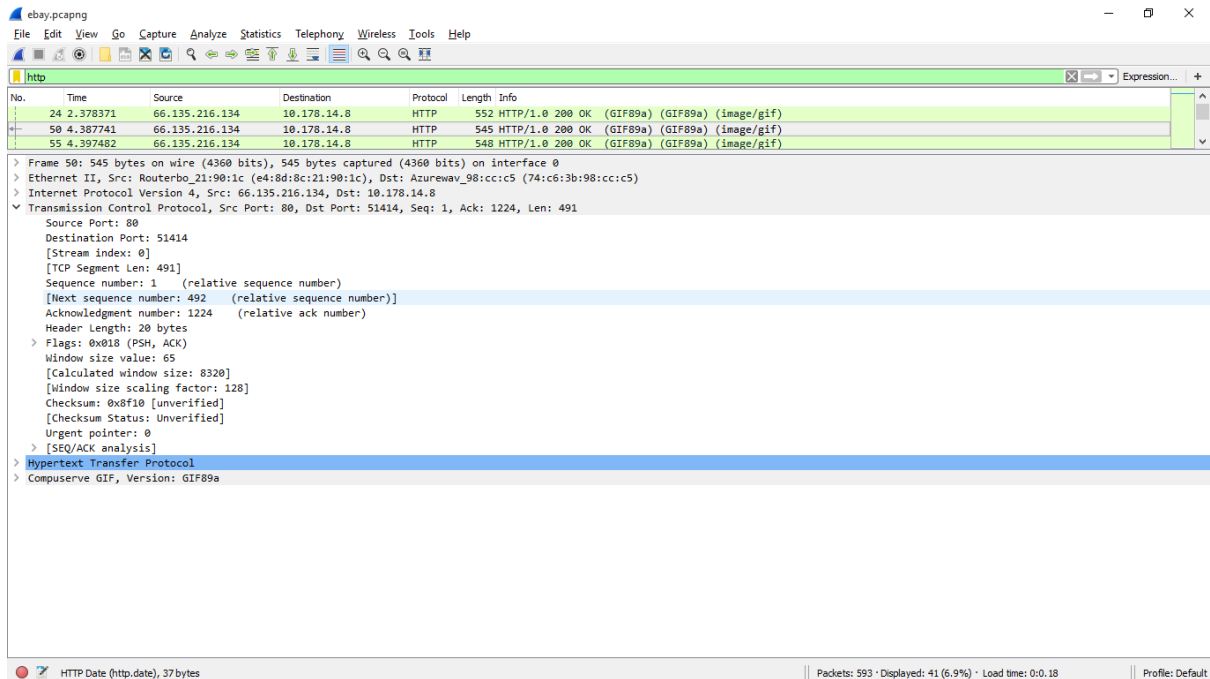 ebay.pcapng
File Edit View Go Capture Analyze Statistics Telephony Wireless Tools Help
http
Expression... +
No. Time Source Destination Protocol Length Info
24 2.378371 66.135.216.134 10.178.14.8 HTTP 552 HTTP/1.0 200 OK (GIF89a) (GIF89a) (image/gif)
50 4.387741 66.135.216.134 10.178.14.8 HTTP 545 HTTP/1.0 200 OK (GIF89a) (GIF89a) (image/gif)
55 4.397482 66.135.216.134 10.178.14.8 HTTP 548 HTTP/1.0 200 OK (GIF89a) (GIF89a) (image/gif)
Frame 50: 545 bytes on wire (4360 bits), 545 bytes captured (4360 bits) on interface 0
Ethernet II, Src: Routerbo_21:90:1c (e4:8d:8c:21:90:1c), Dst: Azurewav_98:cc:c5 (74:c6:3b:98:cc:c5)
Internet Protocol Version 4, Src: 66.135.216.134, Dst: 10.178.14.8
Transmission Control Protocol, Src Port: 80, Dst Port: 51414, Seq: 1, Ack: 1224, Len: 491
Source Port: 80
Destination Port: 51414
[Stream index: 0]
[TCP Segment Len: 491]
Sequence number: 1 (relative sequence number)
[Next sequence number: 492 (relative sequence number)]
Acknowledgment number: 1224 (relative ack number)
Header Length: 20 bytes
Flags: 0x018 (PSH, ACK)
Window size value: 65
[Calculated window size: 8320]
[Window size scaling factor: 128]
Checksum: 0x8f10 [unverified]
[Checksum Status: Unverified]
Urgent pointer: 0
[SEQ/ACK analysis]
Hypertext Transfer Protocol
Compuserve GIF, Version: GIF89a
HTTP Date (http.date), 37 bytes
Packets: 593 · Displayed: 41 (6.9%) · Load time: 0:0.18
Profile: Default